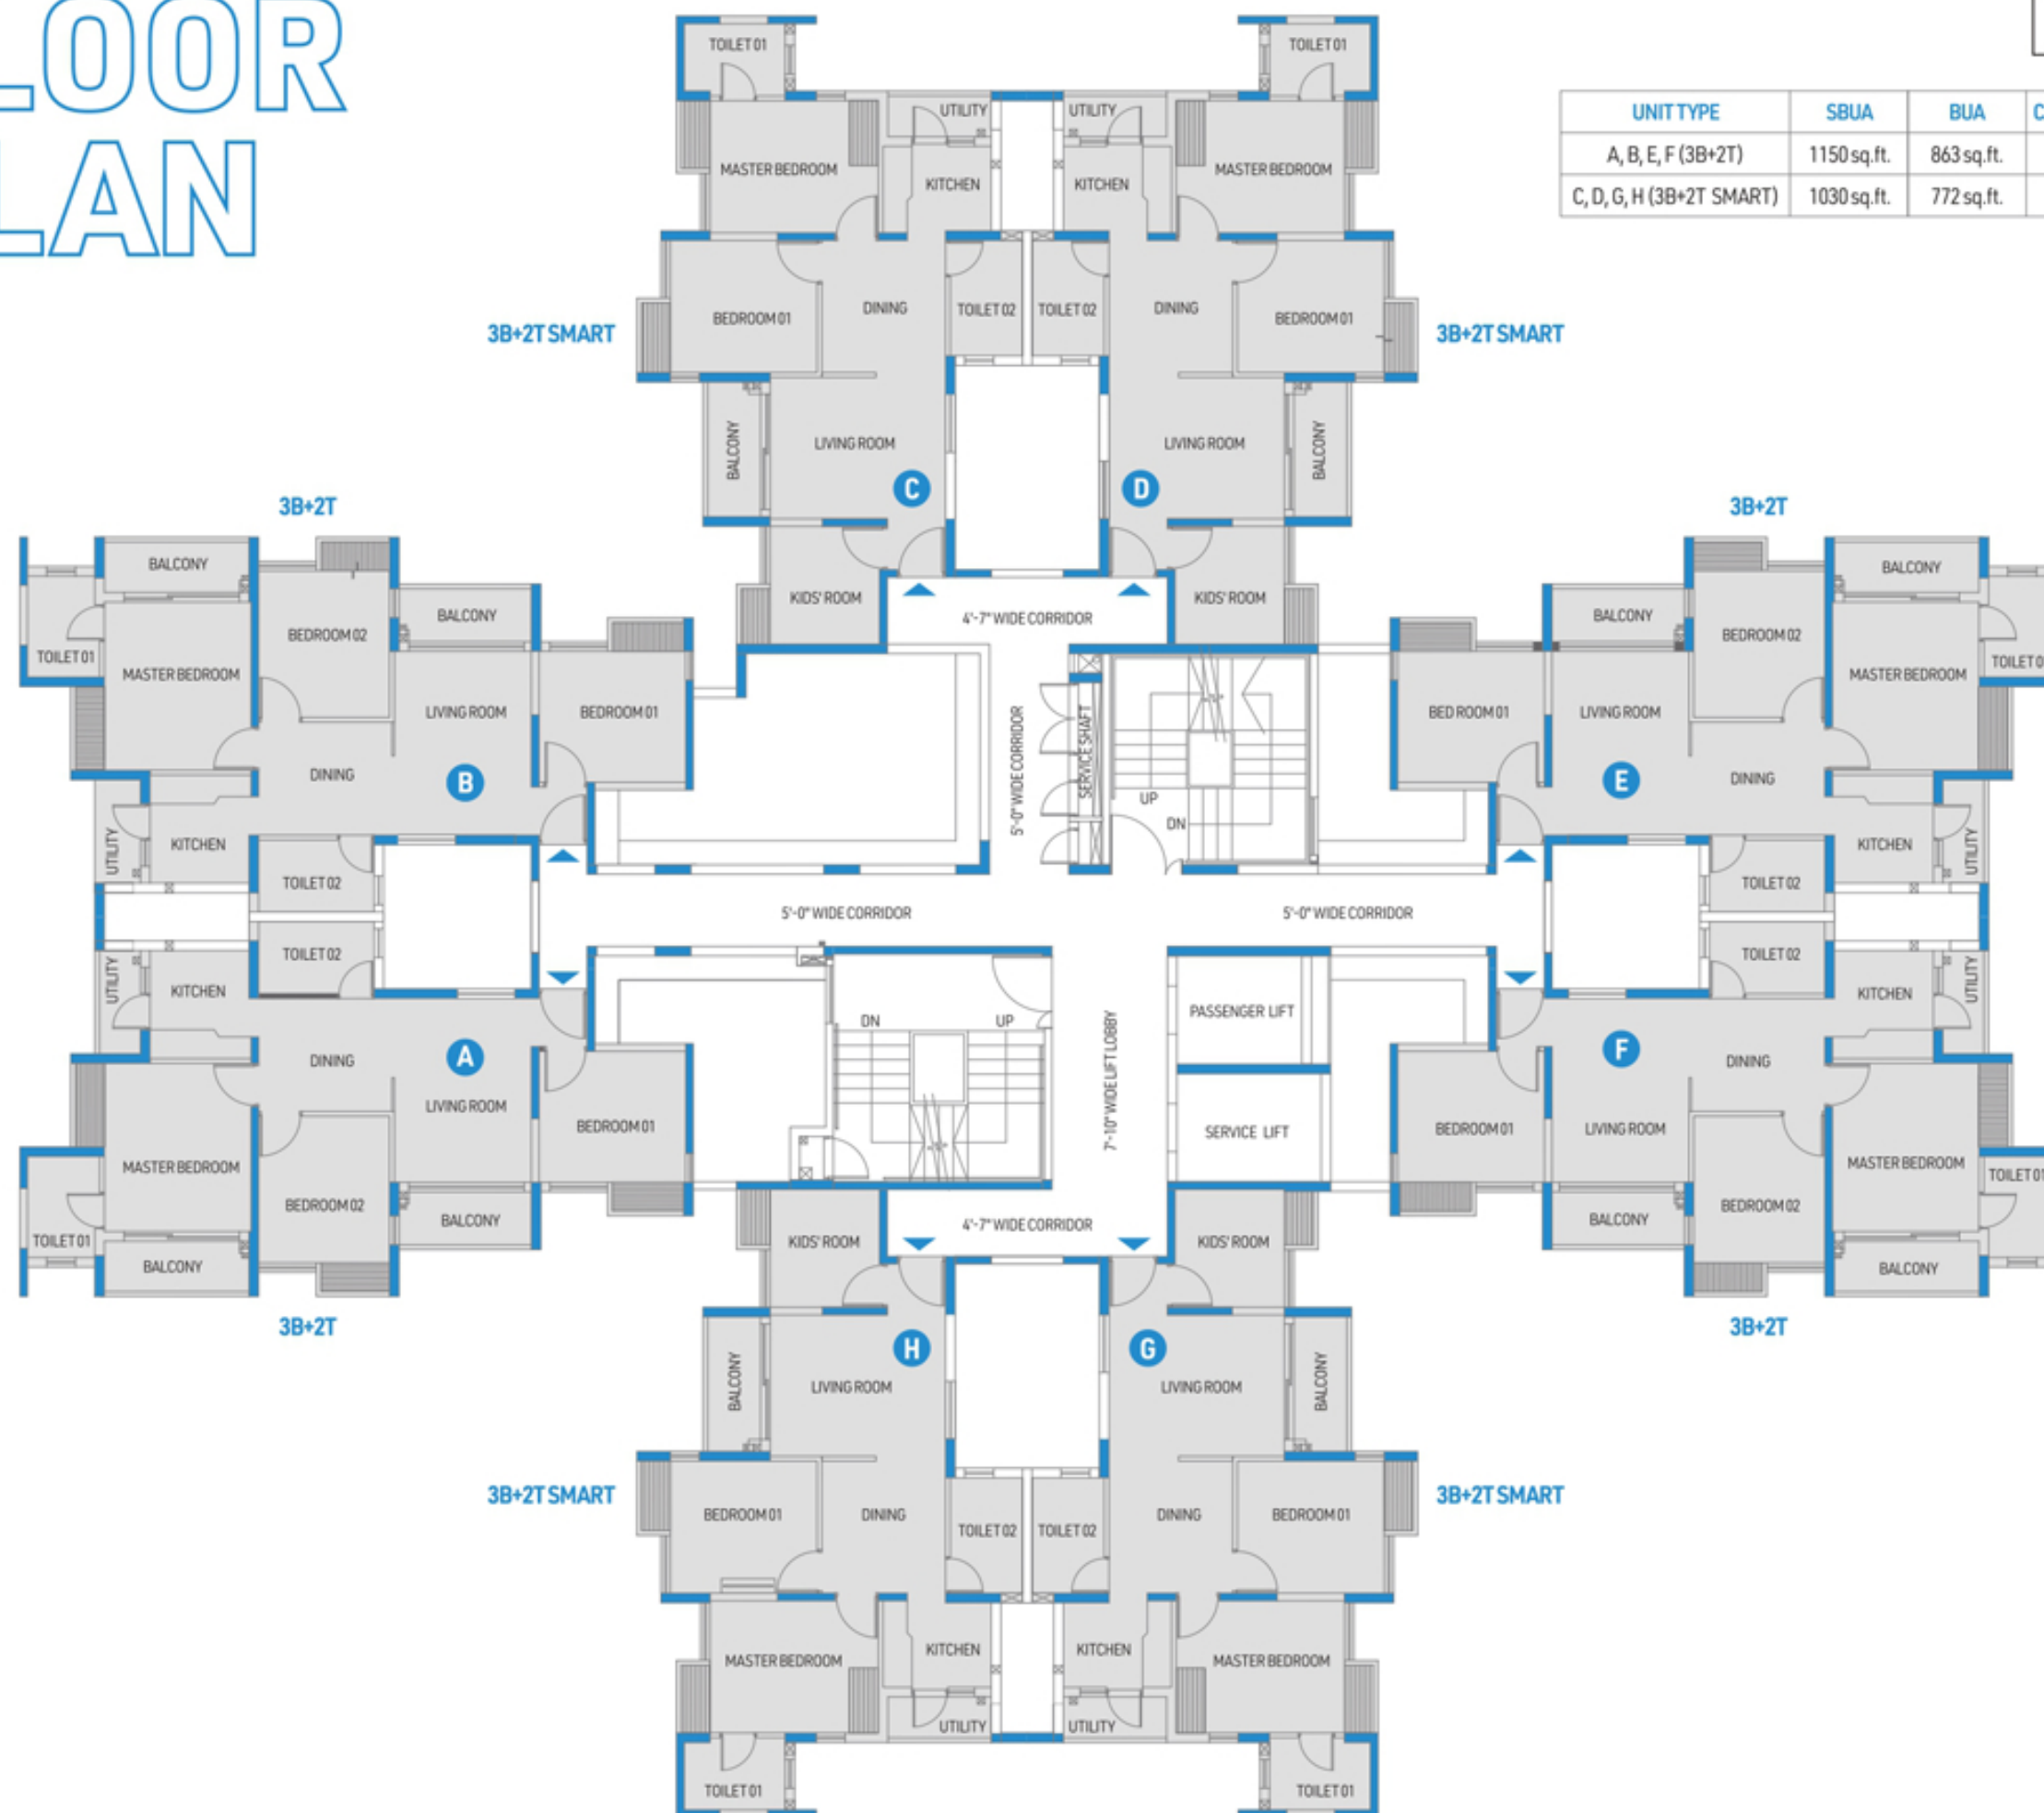 LOOR
LAN
UNIT TYPE SBUA BUA C
A, B, E, F (3B+2T) 1150 sq.ft. 863 sq.ft.
C, D, G, H (3B+2T SMART) 1030 sq.ft. 772 sq.ft.
TOILET 01
TOILET 01
UTILITY
UTILITY
MASTER BEDROOM
KITCHEN
KITCHEN
MASTER BEDROOM
3B+2T SMART
BEDROOM 01
DINING
TOILET 02
TOILET 02
DINING
BEDROOM 01
3B+2T SMART
BALCONY
LIVING ROOM
LIVING ROOM
BALCONY
C
D
KIDS' ROOM
KIDS' ROOM
4'-7" WIDE CORRIDOR
3B+2T
3B+2T
BALCONY
BEDROOM 02
BALCONY
TOILET 01
MASTER BEDROOM
LIVING ROOM
BEDROOM 01
DINING
B
UTILITY
KITCHEN
TOILET 02
5'-0" WIDE CORRIDOR
SERVICE SHAFT
UP
DN
BALCONY
BALCONY
BEDROOM 02
MASTER BEDROOM
TOILET 0
BED ROOM 01
LIVING ROOM
E
DINING
KITCHEN
UTILITY
TOILET 02
5'-0" WIDE CORRIDOR
5'-0" WIDE CORRIDOR
TOILET 02
UTILITY
KITCHEN
DINING
A
LIVING ROOM
BEDROOM 01
MASTER BEDROOM
BEDROOM 02
BALCONY
TOILET 01
BALCONY
3B+2T
DN
UP
7'-10" WIDE LIFT LOBBY
PASSENGER LIFT
SERVICE LIFT
TOILET 02
KITCHEN
UTILITY
F
DINING
BEDROOM 01
LIVING ROOM
MASTER BEDROOM
TOILET 01
BEDROOM 02
BALCONY
BALCONY
3B+2T
4'-7" WIDE CORRIDOR
KIDS' ROOM
KIDS' ROOM
H
G
BALCONY
LIVING ROOM
LIVING ROOM
BALCONY
3B+2T SMART
BEDROOM 01
DINING
TOILET 02
TOILET 02
DINING
BEDROOM 01
3B+2T SMART
MASTER BEDROOM
KITCHEN
KITCHEN
MASTER BEDROOM
UTILITY
UTILITY
TOILET 01
TOILET 01